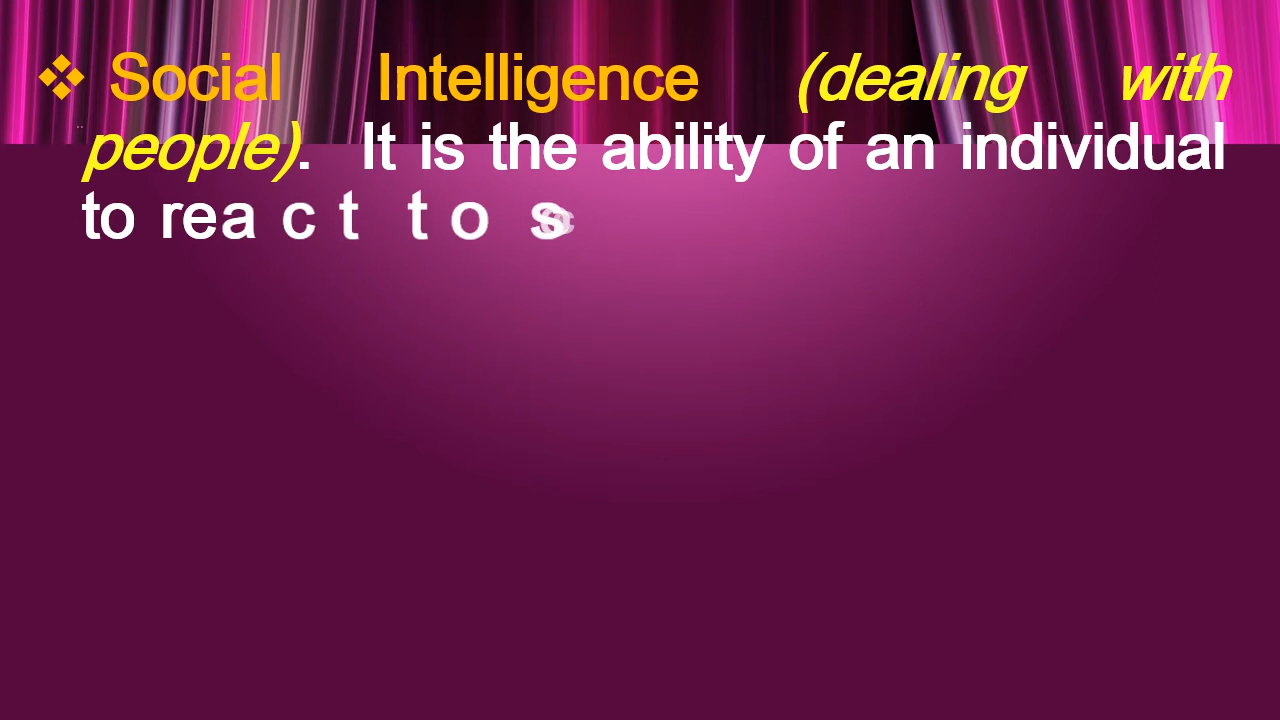 ❖ Social Intelligence (dealing with
people). It is the ability of an individual
to react to